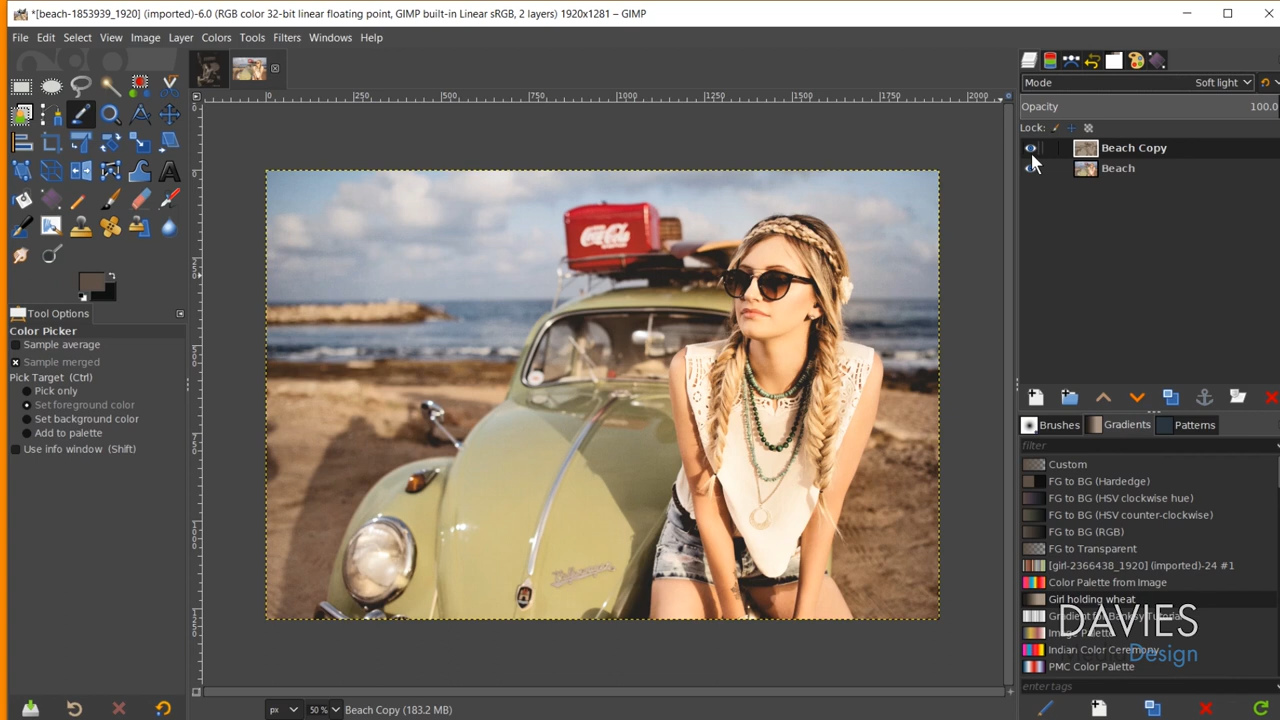 *[beach-1853939_1920] (imported)-6.0 (RGB color 32-bit linear floating point, GIMP built-in Linear sRGB, 2 layers) 1920x1281 – GIMP
File Edit Select View Image Layer Colors Tools Filters Windows Help
Mode Soft light
Opacity 100.0
Lock:
Beach Copy
Beach
0 250 500 750 1000 1250 1500 1750 2000
Coca-Cola
Volkswagen
Tool Options
Color Picker
Sample average
Sample merged
Pick Target (Ctrl)
Pick only
Set foreground color
Set background color
Add to palette
Use info window (Shift)
Brushes Gradients Patterns
filter
Custom
FG to BG (Hardedge)
FG to BG (HSV clockwise hue)
FG to BG (HSV counter-clockwise)
FG to BG (RGB)
FG to Transparent
[girl-2366438_1920] (imported)-24 #1
Color Palette from Image
Girl holding wheat
Indian Color Ceremony
PMC Color Palette
DAVIES
Design
enter tags
px 50 % Beach Copy (183.2 MB)